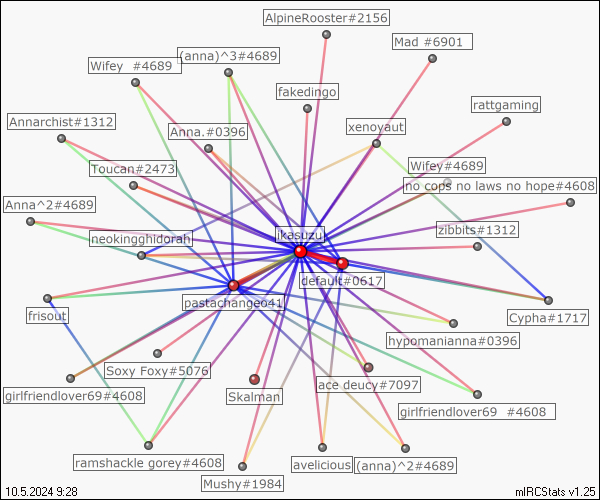 AlpineRooster#2156
Mad #6901
(anna)^3#4689
Wifey  #4689
fakedingo
rattgaming
Annarchist#1312
xenoyaut
Anna.#0396
Toucan#2473
Wifey#4689
no cops no laws no hope#4608
Anna^2#4689
zibbits#1312
ikasuzu
neokingghidorah
default#0617
pastachangeo41
frisout
Cypha#1717
hypomanianna#0396
Soxy Foxy#5076
ace deucy#7097
girlfriendlover69#4608
Skalman
girlfriendlover69  #4608
ramshackle gorey#4608
avelicious
(anna)^2#4689
Mushy#1984
10.5.2024 9:28
mIRCStats v1.25